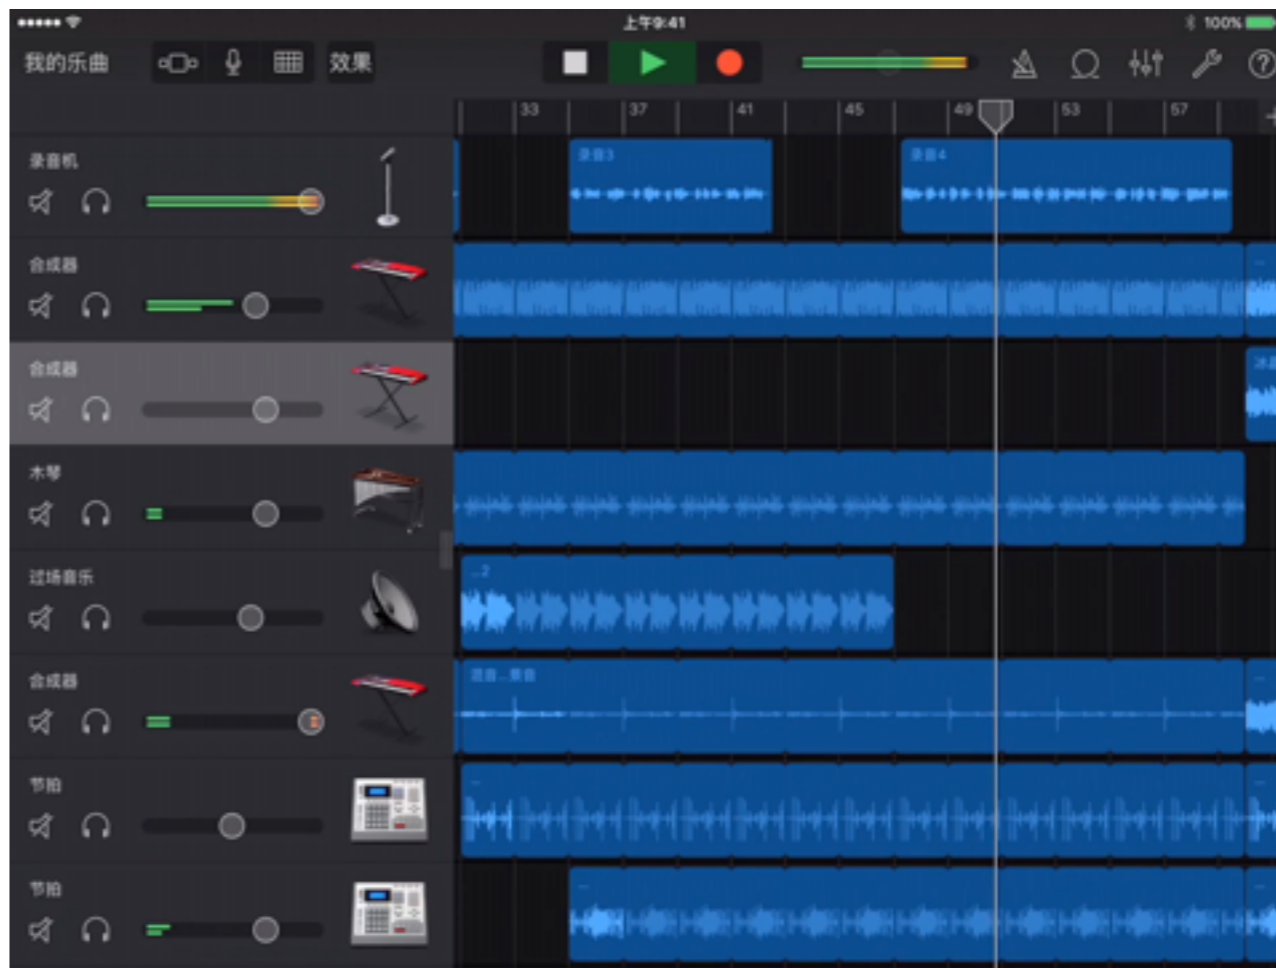 上午9:41
100%
我的乐曲
效果
33 37 41 45 49 53 57
录音机
录音3
录音4
合成器
合成器
木琴
过场音乐
...2
合成器
节拍
节拍